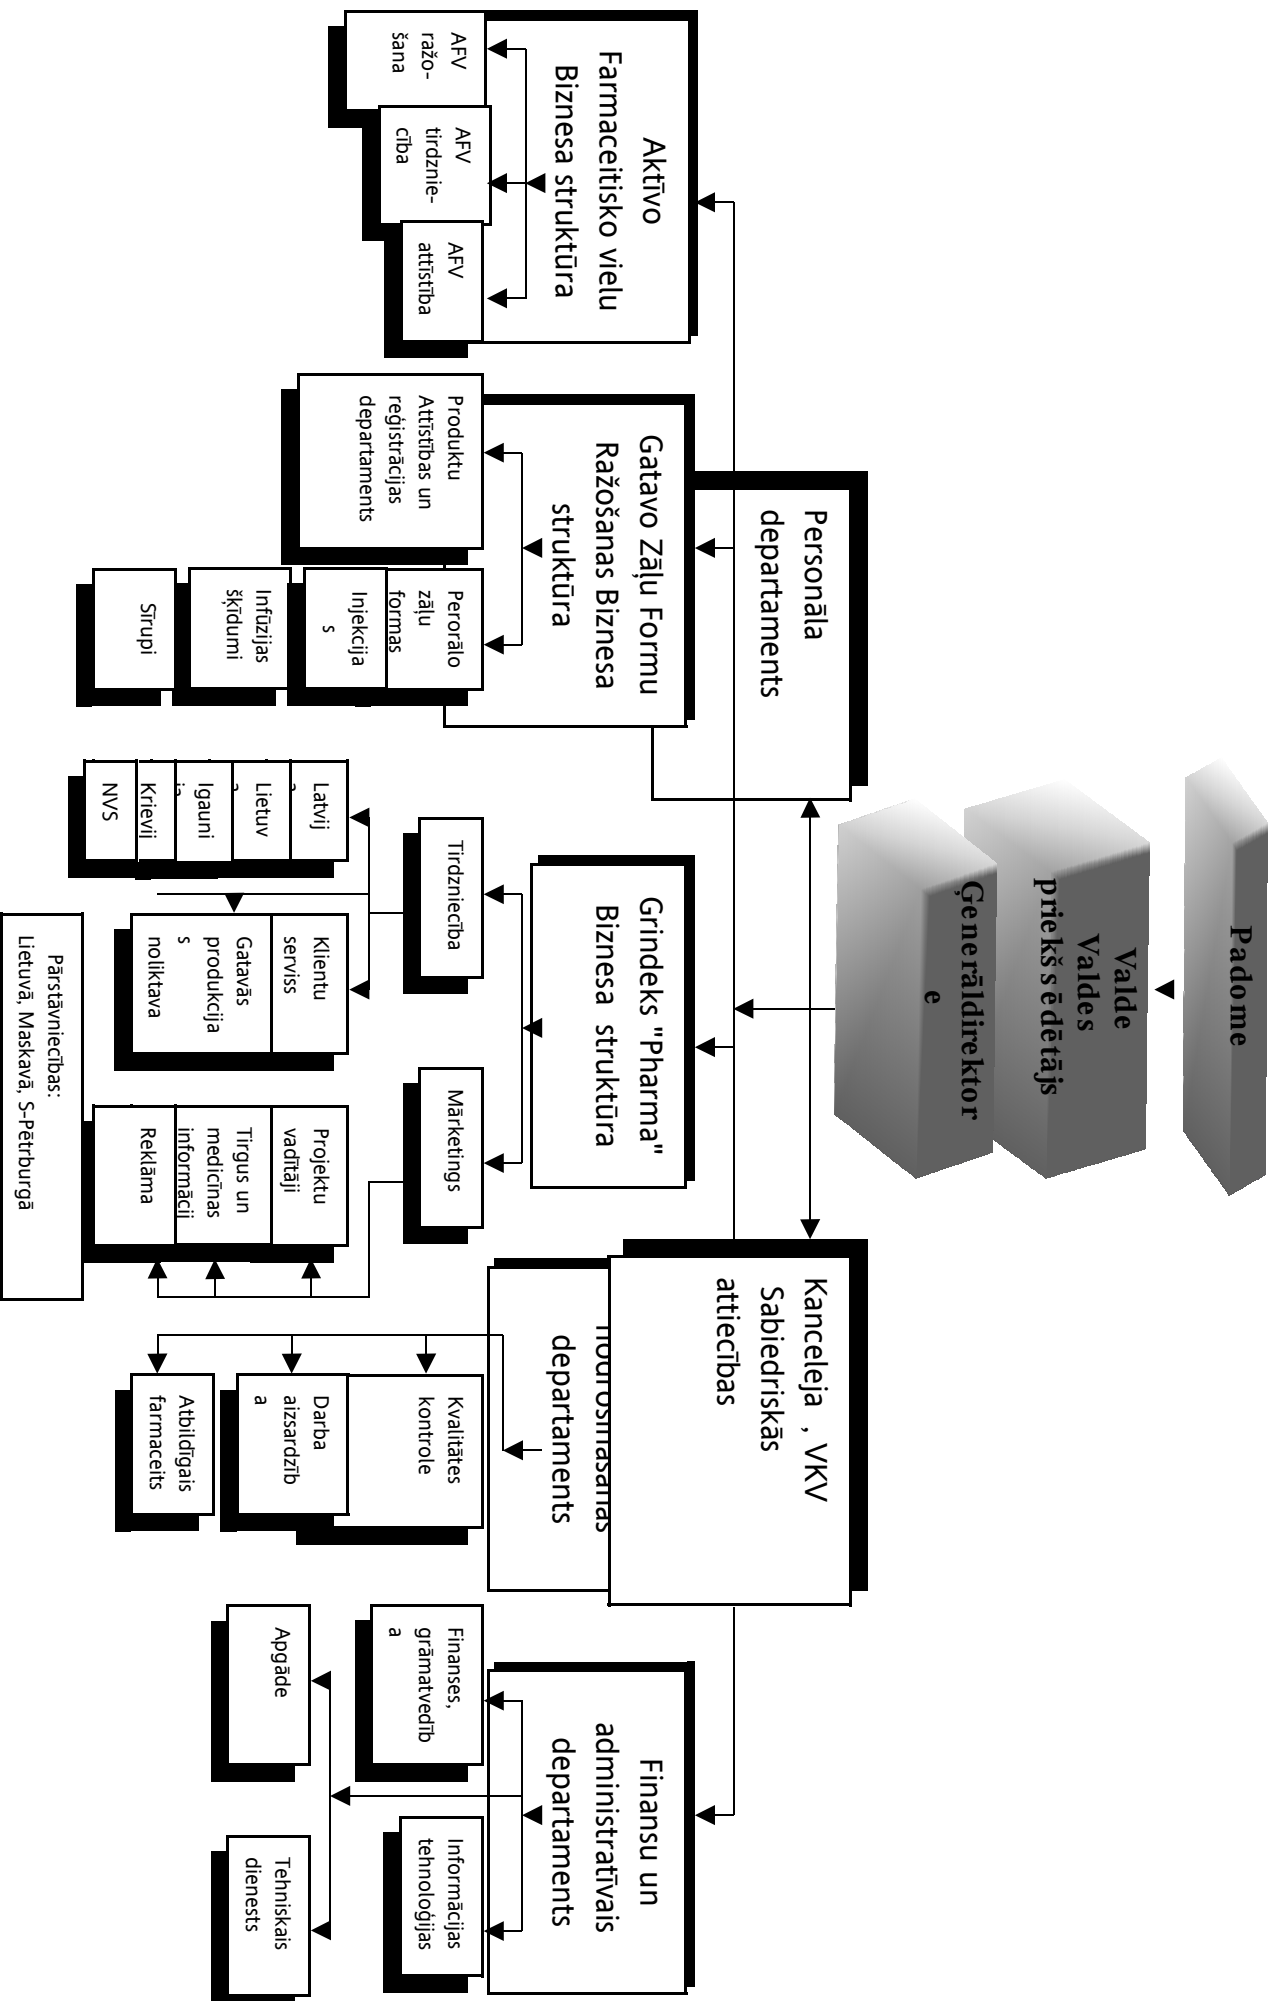 Padome
Valde
Valdes
priekšsēdētājs
Ģenerāldirektor
e
Personāla
departaments
Kanceleja , VKV
Sabiedriskās
attiecības
Aktīvo
Farmaceitisko vielu
Biznesa struktūra
AFV
ražo-
šana
AFV
tirdznie-
cība
AFV
attīstība
Gatavo Zāļu Formu
Ražošanas Biznesa
struktūra
Produktu
Attīstības un
reģistrācijas
departaments
Perorālo
zāļu
formas
Injekcija
s
Infūzijas
šķīdumi
Sīrupi
Grindeks "Pharma"
Biznesa struktūra
Tirdzniecība
Latvij
a
Lietuv
a
Igauni
ja
Krievij
NVS
Klientu
serviss
Gatavās
produkcija
s
noliktava
Mārketings
Projektu
vadītāji
Tirgus un
medicīnas
informācij
Reklāma
Pārstāvniecības:
Lietuvā, Maskavā, S-Pētrburgā
departaments
Kvalitātes
kontrole
Darba
aizsardzīb
a
Atbildīgais
farmaceits
Finansu un
administratīvais
departaments
Finanses,
grāmatvedīb
a
Informācijas
tehnoloģijas
Apgāde
Tehniskais
dienests